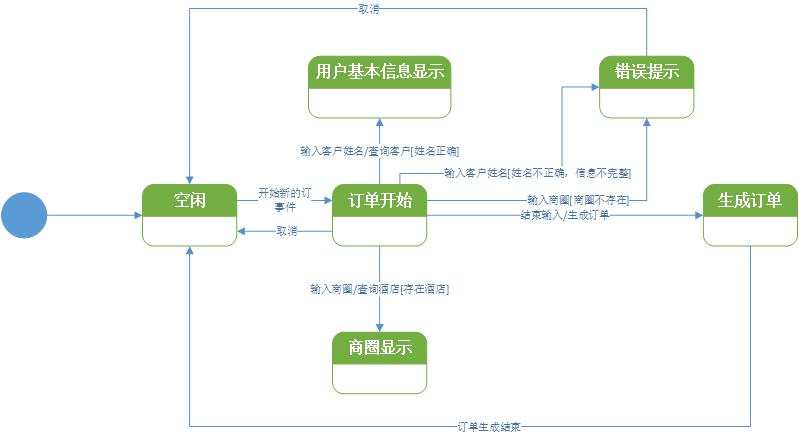 取消
用户基本信息显示
错误提示
输入客户姓名/查询客户[姓名正确]
输入客户姓名[姓名不正确，信息不完整]
空闲
开始新的订
事件
订单开始
输入商圈[商圈不存在]
生成订单
结束输入/生成订单
取消
输入商圈/查询酒店[存在酒店]
商圈显示
订单生成结束